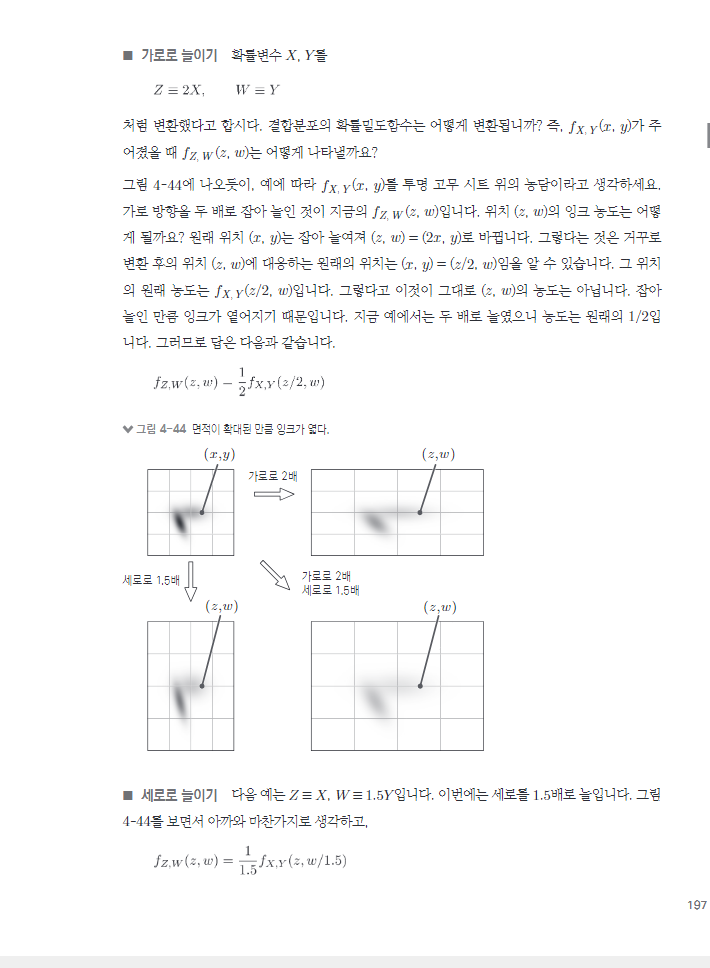 ■ 가로로 늘이기 확률변수 X, Y를
Z ≡ 2X, W ≡ Y
처럼 변환했다고 합시다. 결합분포의 확률밀도함수는 어떻게 변환됩니까? 즉, f_{X, Y}(x, y)가 주
어졌을 때 f_{Z, W}(z, w)는 어떻게 나타낼까요?
그림 4-44에 나오듯이, 예에 따라 f_{X, Y}(x, y)를 투명 고무 시트 위의 농담이라고 생각하세요.
가로 방향을 두 배로 잡아 늘인 것이 지금의 f_{Z, W}(z, w)입니다. 위치 (z, w)의 잉크 농도는 어떻
게 될까요? 원래 위치 (x, y)는 잡아 늘여져 (z, w) = (2x, y)로 바뀝니다. 그렇다는 것은 거꾸로
변환 후의 위치 (z, w)에 대응하는 원래의 위치는 (x, y) = (z/2, w)임을 알 수 있습니다. 그 위치
의 원래 농도는 f_{X, Y}(z/2, w)입니다. 그렇다고 이것이 그대로 (z, w)의 농도는 아닙니다. 잡아
늘인 만큼 잉크가 옅어지기 때문입니다. 지금 예에서는 두 배로 늘였으니 농도는 원래의 1/2입
니다. 그러므로 답은 다음과 같습니다.
f_{Z,W}(z, w) = 1/2 f_{X,Y}(z/2, w)
그림 4-44 면적이 확대된 만큼 잉크가 엷다.
(x,y)
(z,w)
가로로 2배
세로로 1.5배
가로로 2배
세로로 1.5배
(z,w)
(z,w)
■ 세로로 늘이기 다음 예는 Z ≡ X, W ≡ 1.5Y입니다. 이번에는 세로를 1.5배로 늘입니다. 그림
4-44를 보면서 아까와 마찬가지로 생각하고,
f_{Z,W}(z, w) = 1/1.5 f_{X,Y}(z, w/1.5)
197